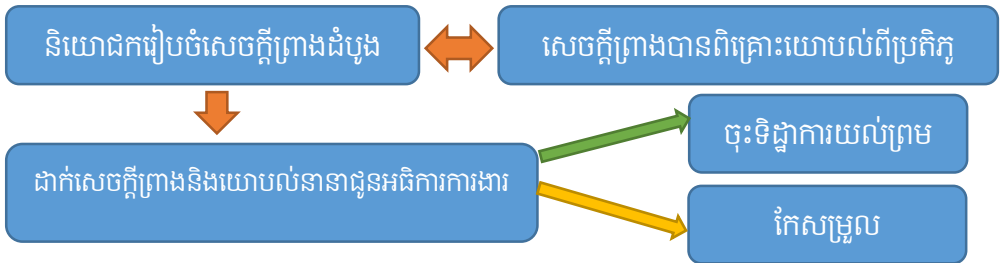 និយោជករៀបចំសេចក្តីព្រាងដំបូង
សេចក្តីព្រាងបានពិគ្រោះយោបល់ពីប្រតិភូ
ចុះទិដ្ឋាការយល់ព្រម
ដាក់សេចក្តីព្រាងនិងយោបល់នានាជូនអធិការការងារ
កែសម្រួល